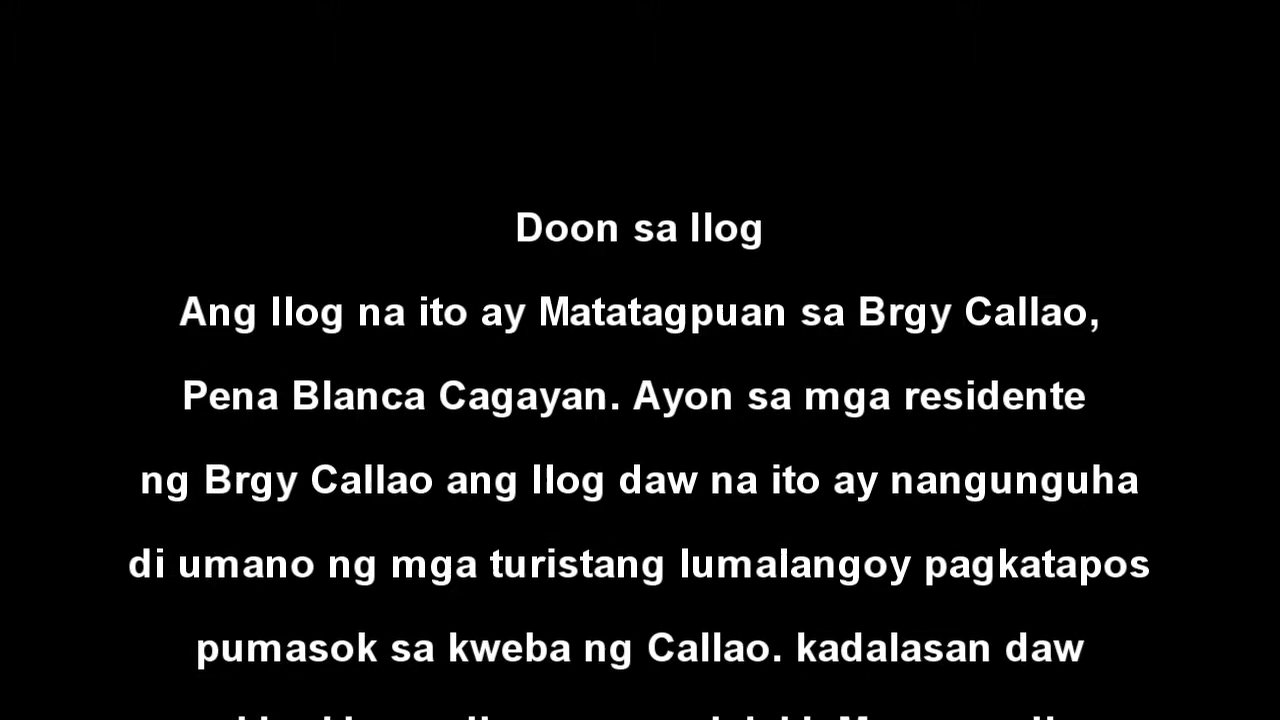 Doon sa Ilog
Ang Ilog na ito ay Matatagpuan sa Brgy Callao,
Pena Blanca Cagayan. Ayon sa mga residente
ng Brgy Callao ang Ilog daw na ito ay nangunguha
di umano ng mga turistang lumalangoy pagkatapos
pumasok sa kweba ng Callao. kadalasan daw